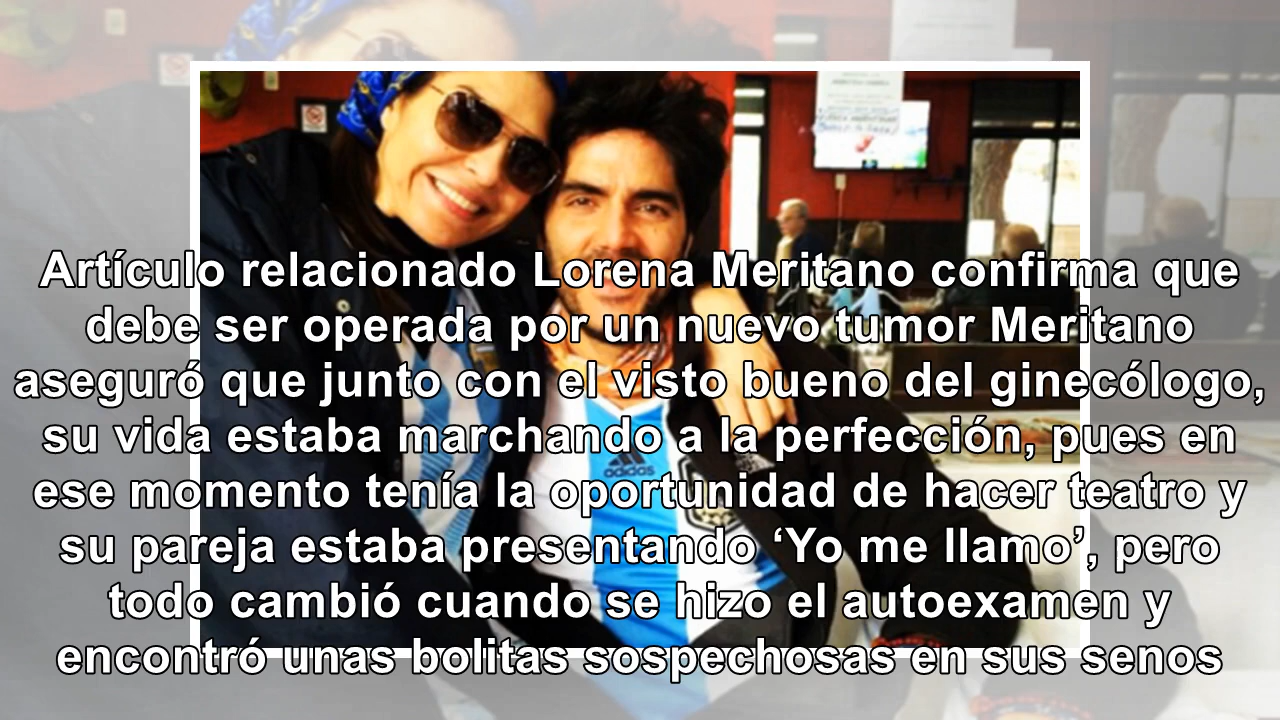 Artículo relacionado Lorena Meritano confirma que
debe ser operada por un nuevo tumor Meritano
aseguró que junto con el visto bueno del ginecólogo,
su vida estaba marchando a la perfección, pues en
ese momento tenía la oportunidad de hacer teatro y
su pareja estaba presentando ‘Yo me llamo’, pero
todo cambió cuando se hizo el autoexamen y
encontró unas bolitas sospechosas en sus senos
adidas